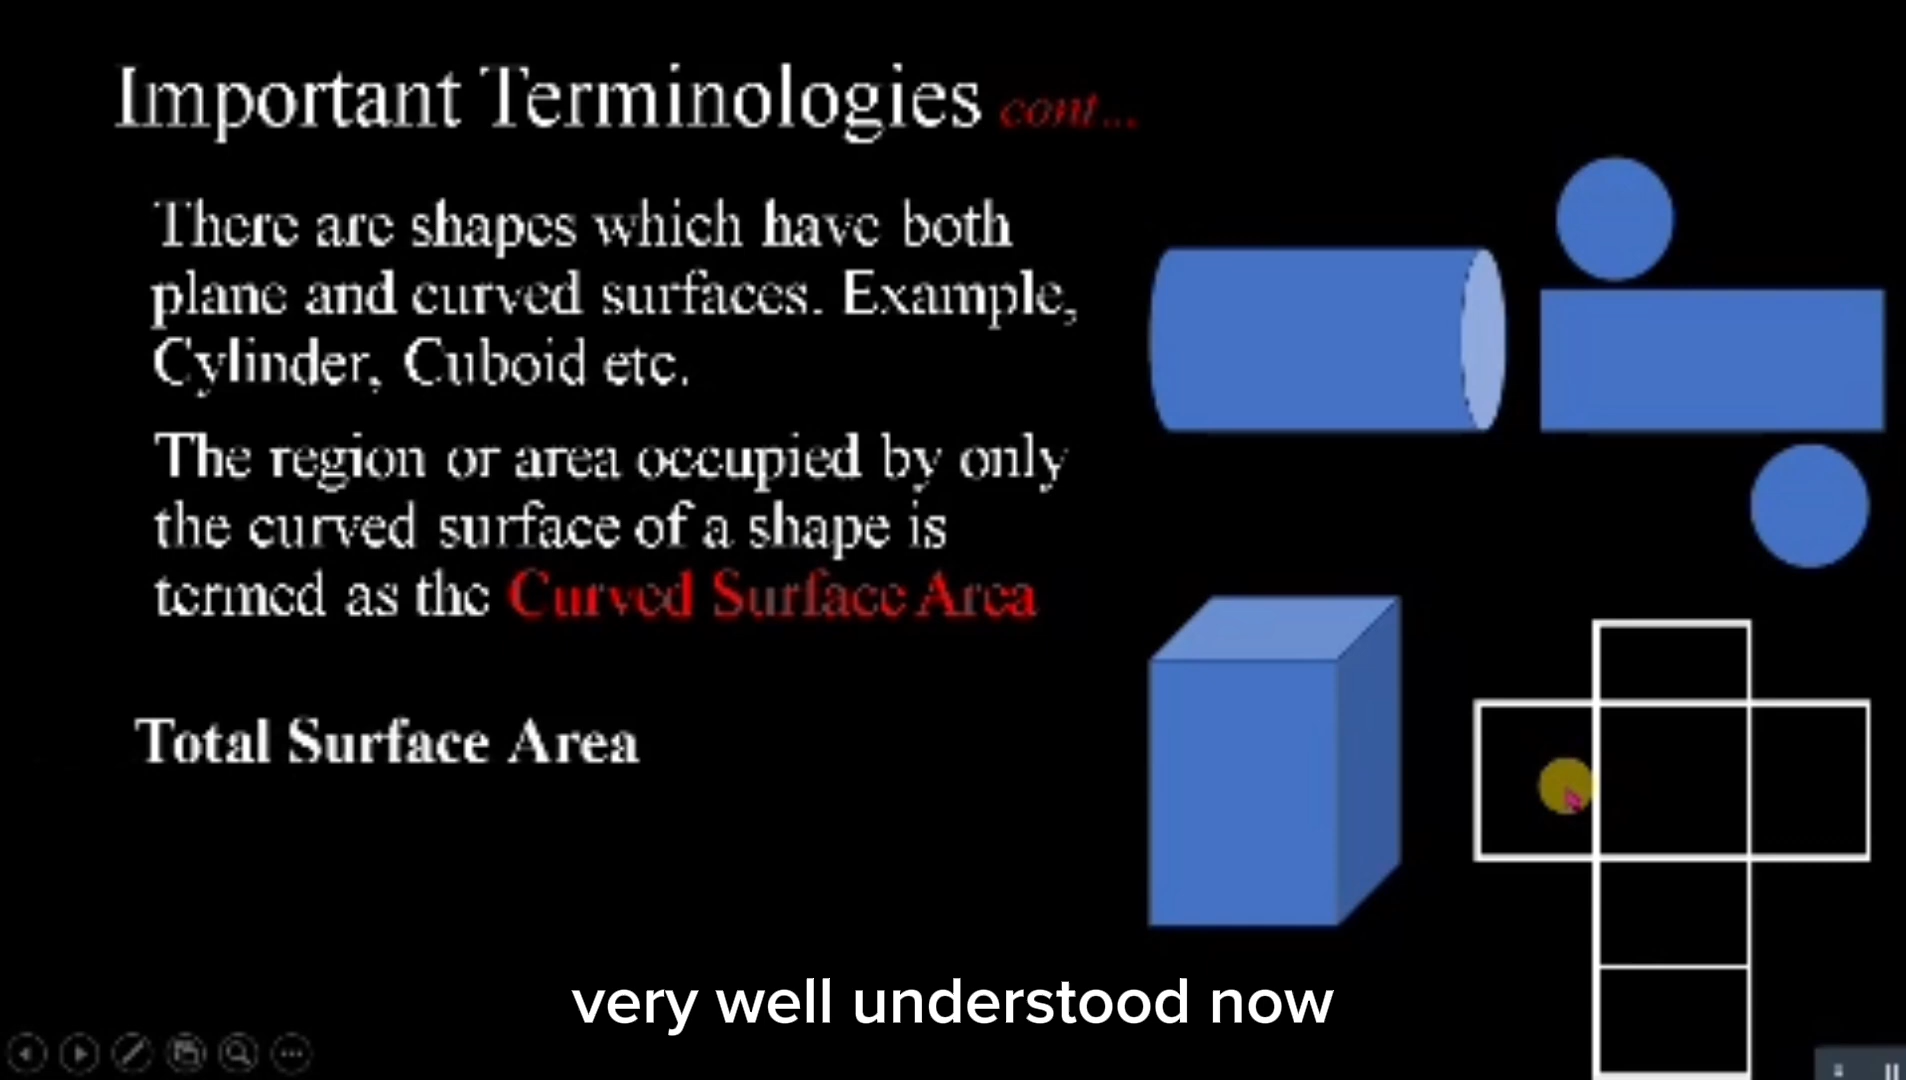 Important Terminologies cont...
There are shapes which have both
plane and curved surfaces. Example,
Cylinder, Cuboid etc.
The region or area occupied by only
the curved surface of a shape is
termed as the Curved Surface Area
Total Surface Area
very well understood now